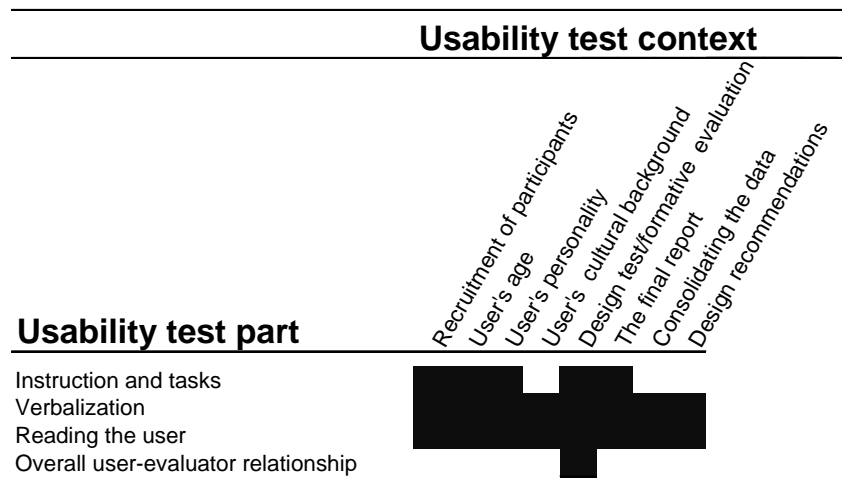 Usability test context
Recruitment of participants
User's age
User's personality
User's cultural background
Design test/formative evaluation
The final report
Consolidating the data
Design recommendations
Usability test part
Instruction and tasks
Verbalization
Reading the user
Overall user-evaluator relationship